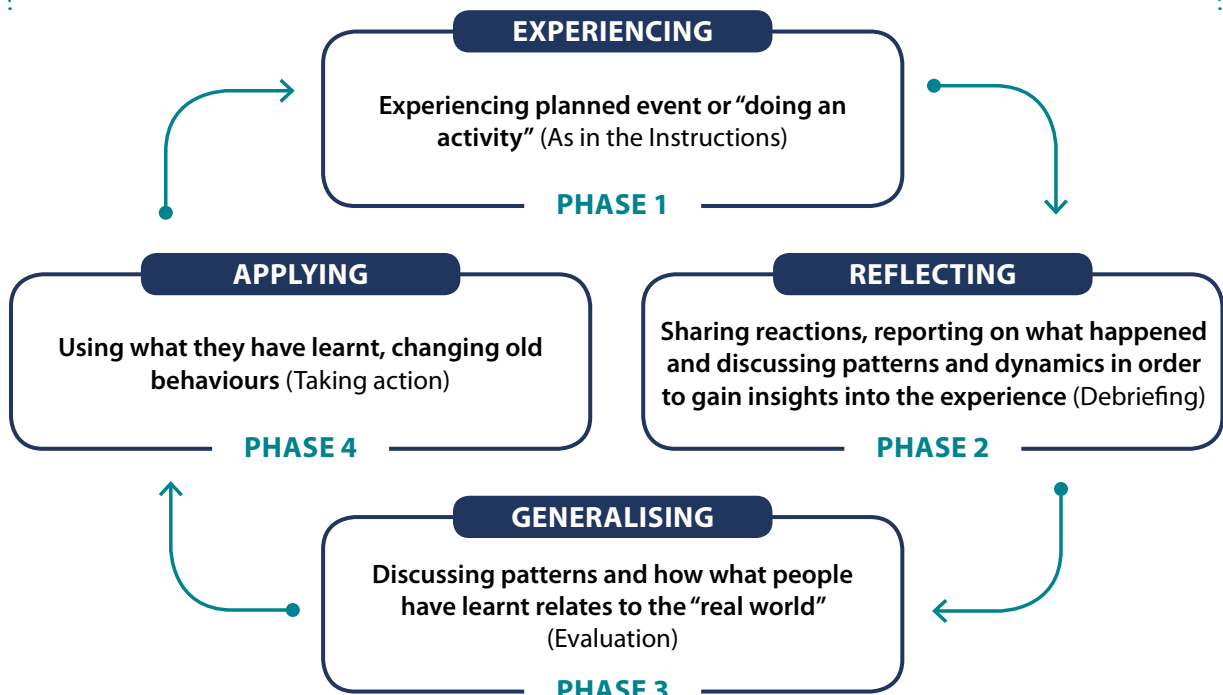 EXPERIENCING
Experiencing planned event or “doing an
activity” (As in the Instructions)
PHASE 1
APPLYING
Using what they have learnt, changing old
behaviours (Taking action)
PHASE 4
REFLECTING
Sharing reactions, reporting on what happened
and discussing patterns and dynamics in order
to gain insights into the experience (Debriefing)
PHASE 2
GENERALISING
Discussing patterns and how what people
have learnt relates to the “real world”
(Evaluation)
PHASE 3